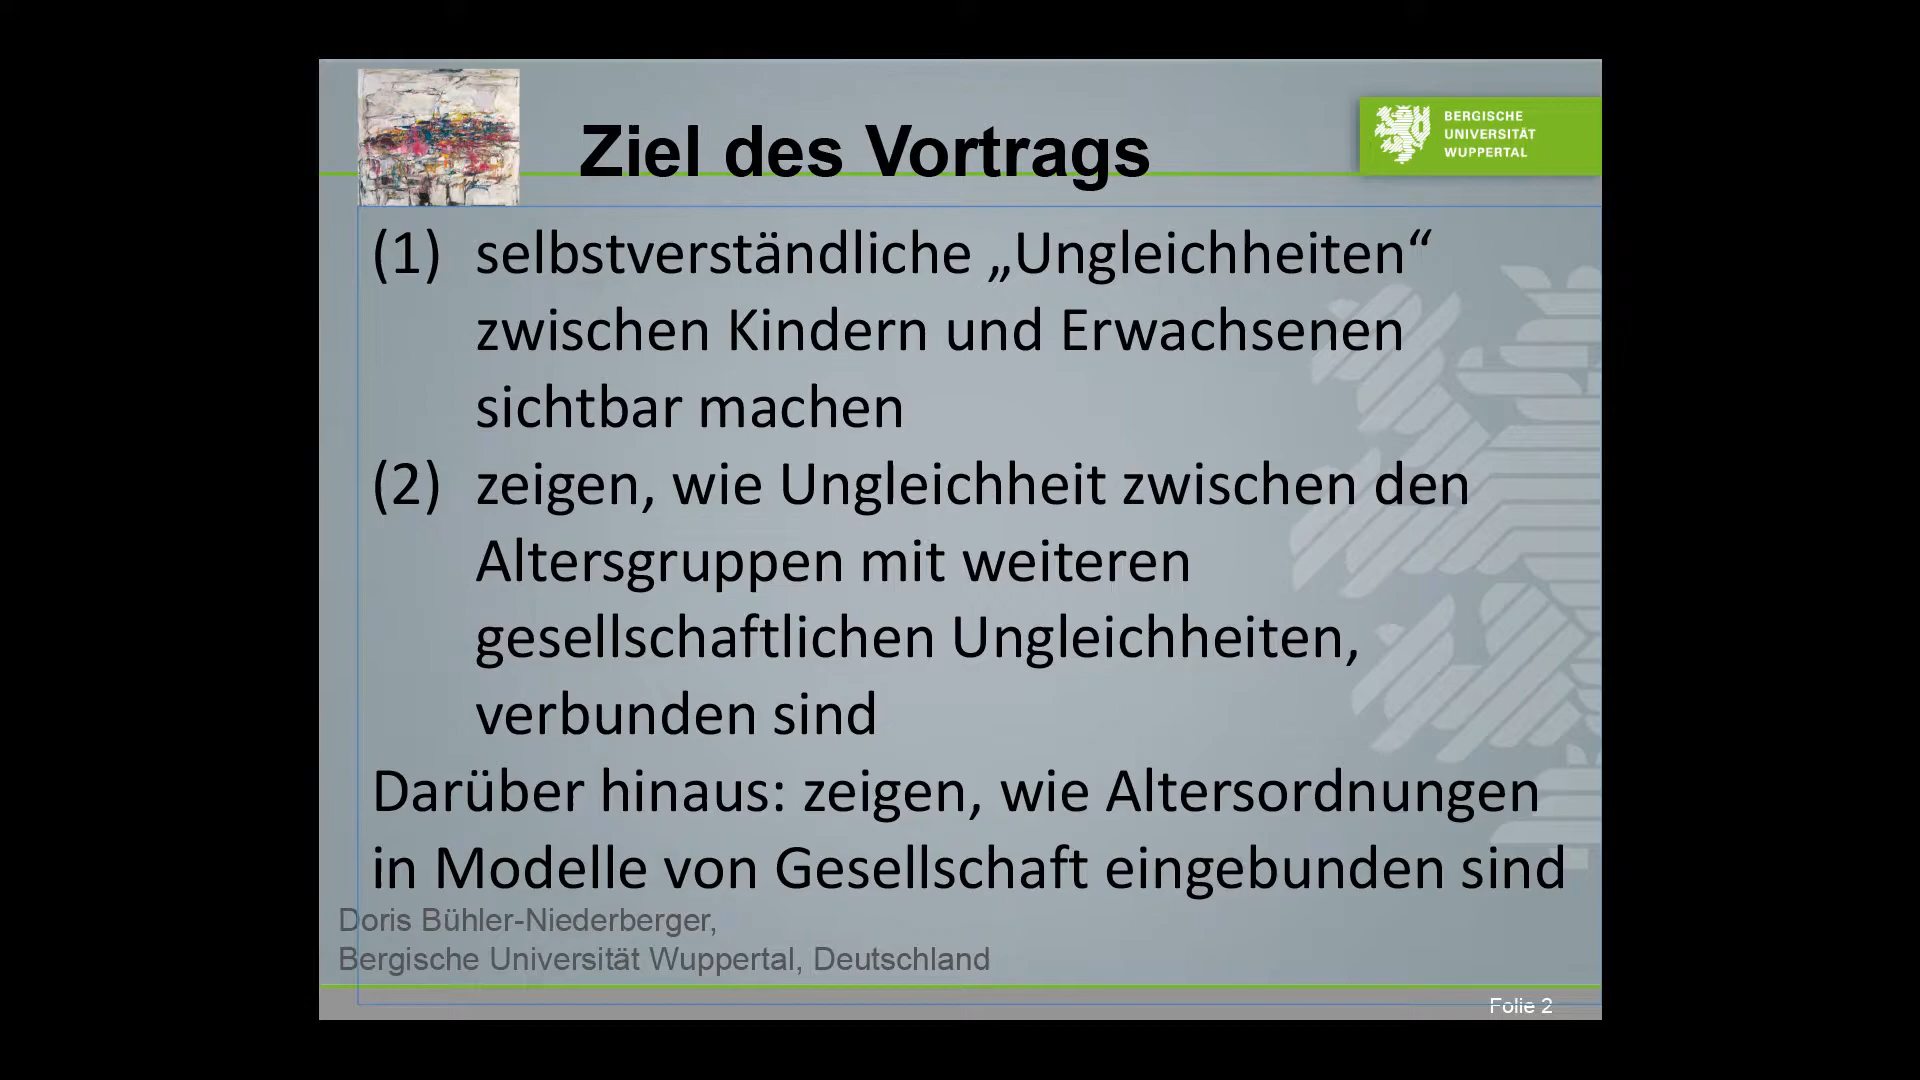 Ziel des Vortrags
BERGISCHE
UNIVERSITÄT
WUPPERTAL
(1) selbstverständliche „Ungleichheiten“
zwischen Kindern und Erwachsenen
sichtbar machen
(2) zeigen, wie Ungleichheit zwischen den
Altersgruppen mit weiteren
gesellschaftlichen Ungleichheiten,
verbunden sind
Darüber hinaus: zeigen, wie Altersordnungen
in Modelle von Gesellschaft eingebunden sind
Doris Bühler-Niederberger,
Bergische Universität Wuppertal, Deutschland
Folie 2